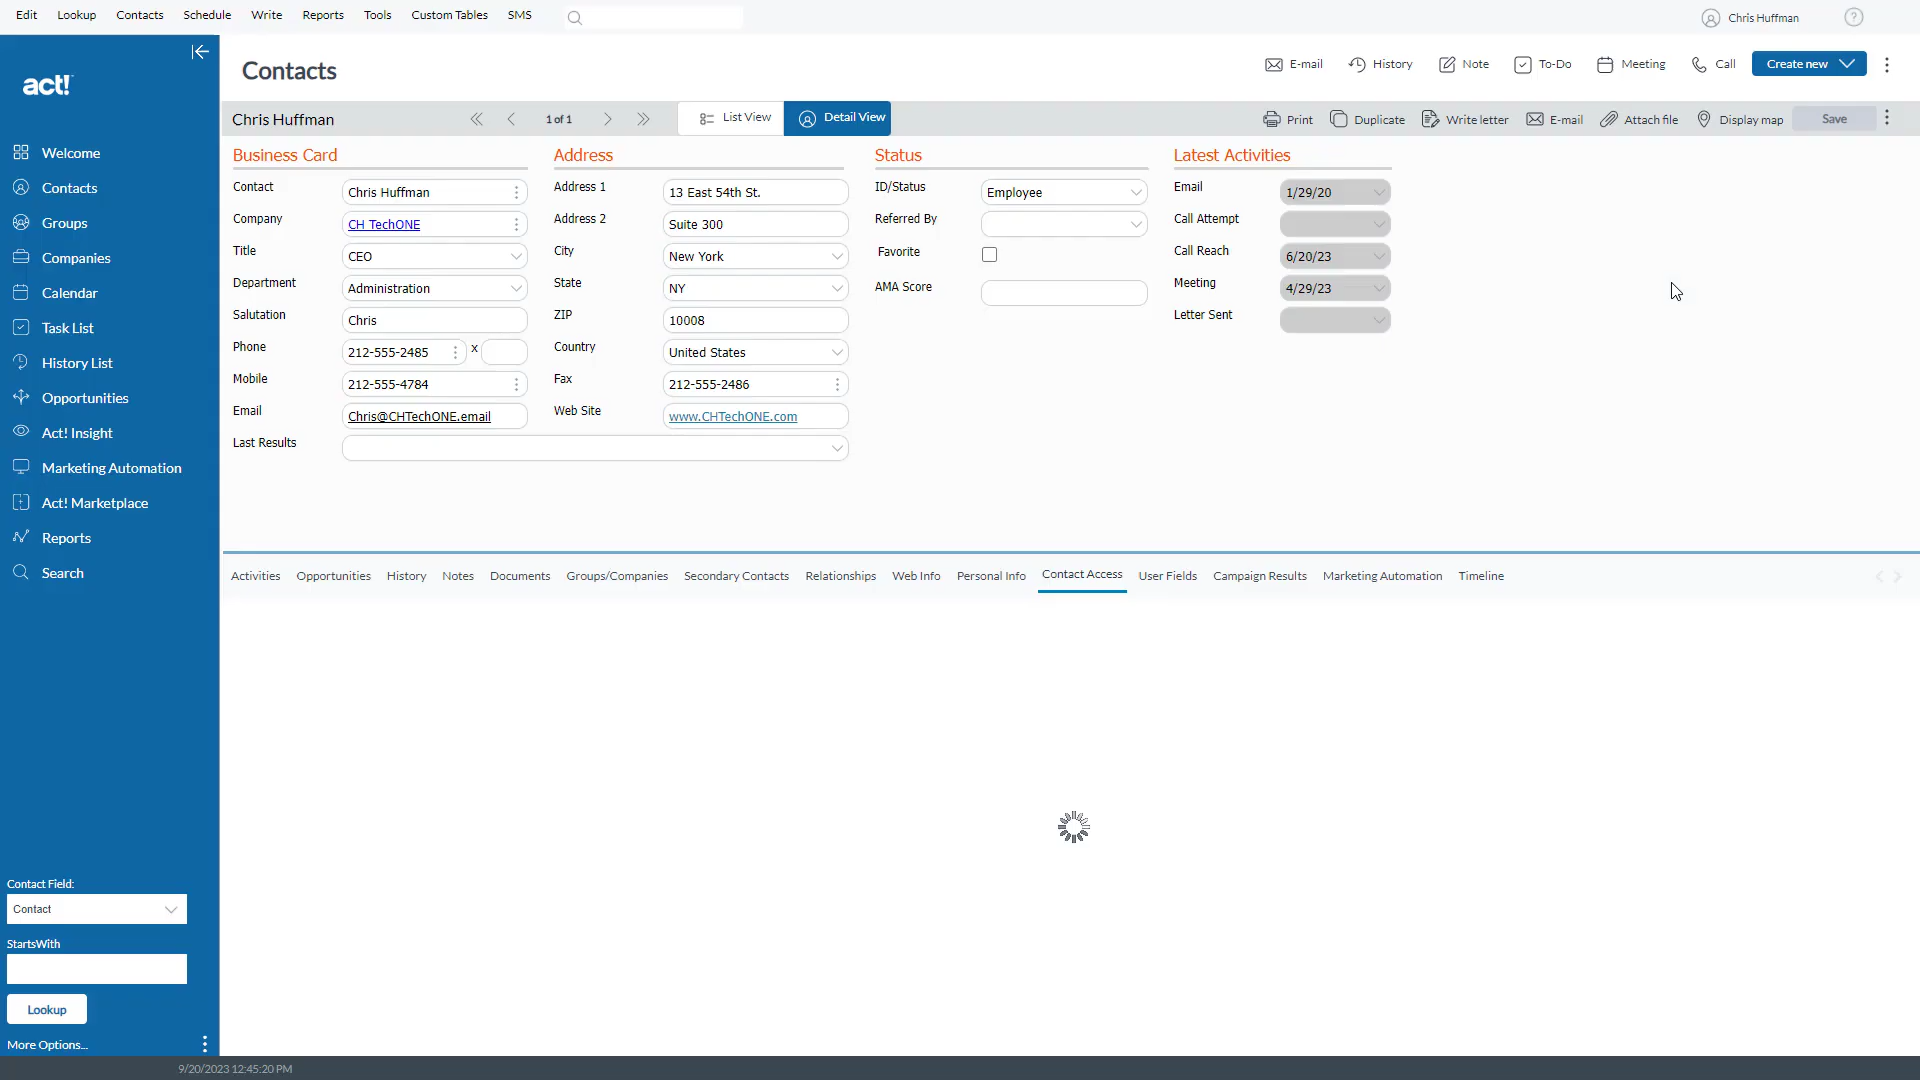 Edit Lookup Contacts Schedule Write Reports Tools Custom Tables SMS Chris Huffman ?
act!
Contacts
E-mail History Note To-Do Meeting Call Create new
Chris Huffman 1 of 1 List View Detail View Print Duplicate Write letter E-mail Attach file Display map Save
Welcome
Contacts
Groups
Companies
Calendar
Task List
History List
Opportunities
Act! Insight
Marketing Automation
Act! Marketplace
Reports
Search
Contact Field:
Contact
StartsWith
Lookup
More Options...
Business Card
Contact Chris Huffman
Company CH TechONE
Title CEO
Department Administration
Salutation Chris
Phone 212-555-2485 x
Mobile 212-555-4784
Email Chris@CHTechONE.email
Last Results
Address
Address 1 13 East 54th St.
Address 2 Suite 300
City New York
State NY
ZIP 10008
Country United States
Fax 212-555-2486
Web Site www.CHTechONE.com
Status
ID/Status Employee
Referred By
Favorite
AMA Score
Latest Activities
Email 1/29/20
Call Attempt
Call Reach 6/20/23
Meeting 4/29/23
Letter Sent
Activities Opportunities History Notes Documents Groups/Companies Secondary Contacts Relationships Web Info Personal Info Contact Access User Fields Campaign Results Marketing Automation Timeline
9/20/2023 12:45:20 PM